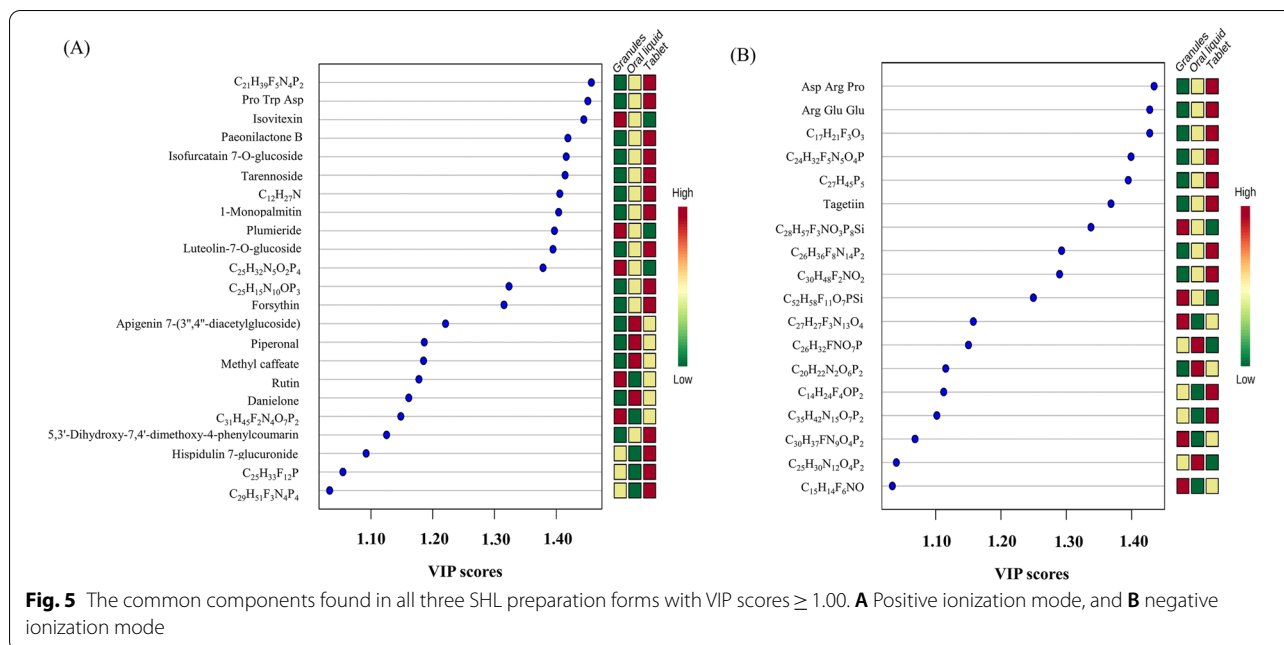 (A)
Granules
Oral liquid
Tablet
C₂₁H₃₉F₅N₄P₂
Pro Trp Asp
Isovitexin
Paeonilactone B
Isofurcatain 7-O-glucoside
Tarennoside
C₁₂H₂₇N
1-Monopalmitin
Plumieride
Luteolin-7-O-glucoside
C₂₅H₃₂N₅O₂P₄
C₂₅H₁₅N₁₀OP₃
Forsythin
Apigenin 7-(3'',4''-diacetylglucoside)
Piperonal
Methyl caffeate
Rutin
Danielone
C₃₁H₄₅F₂N₄O₇P₂
5,3'-Dihydroxy-7,4'-dimethoxy-4-phenylcoumarin
Hispidulin 7-glucuronide
C₂₅H₃₃F₁₂P
C₂₉H₅₁F₃N₄P₄
High
Low
1.10 1.20 1.30 1.40
VIP scores
(B)
Granules
Oral liquid
Tablet
Asp Arg Pro
Arg Glu Glu
C₁₇H₂₁F₃O₃
C₂₄H₃₂F₅N₅O₄P
C₂₇H₄₅P₅
Tagetiin
C₂₈H₅₇F₃NO₃P₈Si
C₂₆H₃₆F₈N₁₄P₂
C₃₀H₄₈F₂NO₂
C₅₂H₅₈F₁₁O₇PSi
C₂₇H₂₇F₃N₁₃O₄
C₂₆H₃₂FNO₇P
C₂₀H₂₂N₂O₆P₂
C₁₄H₂₄F₄OP₂
C₃₅H₄₂N₁₅O₇P₂
C₃₀H₃₇FN₉O₄P₂
C₂₅H₃₀N₁₂O₄P₂
C₁₅H₁₄F₆NO
High
Low
1.10 1.20 1.30 1.40
VIP scores
Fig. 5 The common components found in all three SHL preparation forms with VIP scores ≥ 1.00. A Positive ionization mode, and B negative
ionization mode